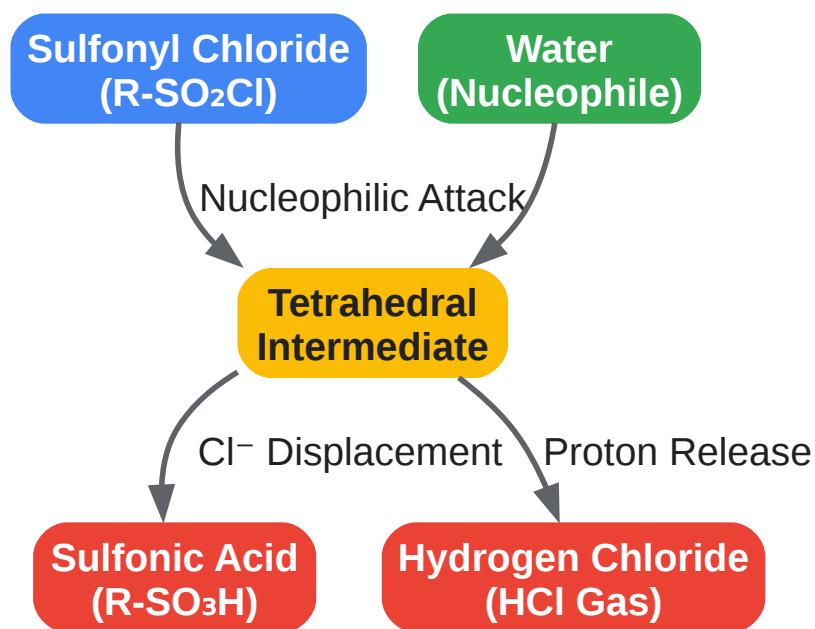 Sulfonyl Chloride
(R-SO₂Cl)
Water
(Nucleophile)
Nucleophilic Attack
Tetrahedral
Intermediate
Cl⁻ Displacement
Proton Release
Sulfonic Acid
(R-SO₃H)
Hydrogen Chloride
(HCl Gas)